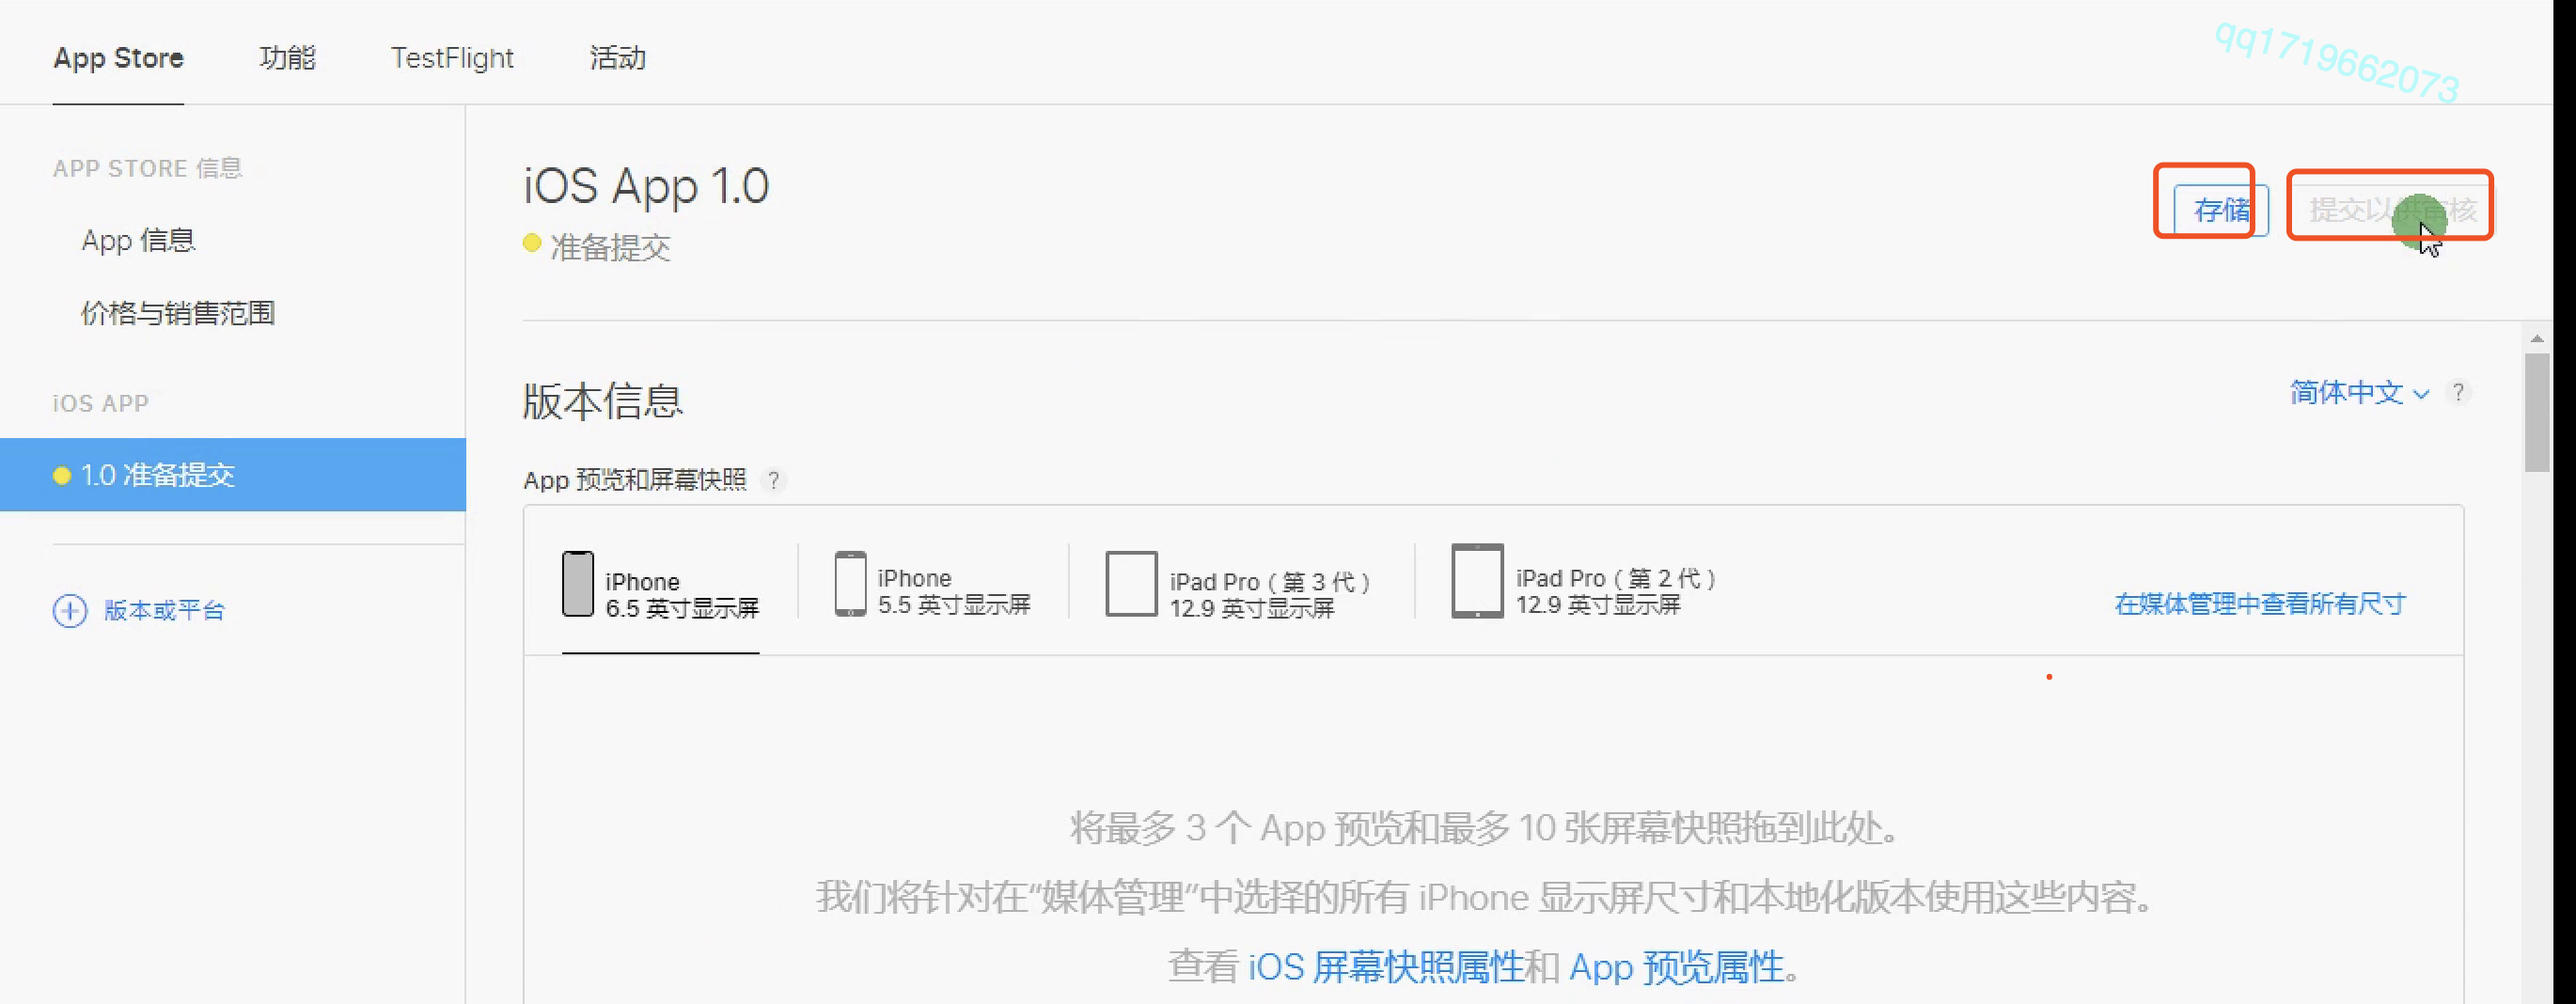 App Store 功能 TestFlight 活动
qq1719662073
APP STORE 信息
App 信息
价格与销售范围
iOS APP
1.0 准备提交
版本或平台
iOS App 1.0
准备提交
存储 提交以供审核
版本信息
简体中文 ?
App 预览和屏幕快照 ?
iPhone
6.5 英寸显示屏
iPhone
5.5 英寸显示屏
iPad Pro（第 3 代）
12.9 英寸显示屏
iPad Pro（第 2 代）
12.9 英寸显示屏
在媒体管理中查看所有尺寸
将最多 3 个 App 预览和最多 10 张屏幕快照拖到此处。
我们将针对在“媒体管理”中选择的所有 iPhone 显示屏尺寸和本地化版本使用这些内容。
查看 iOS 屏幕快照属性和 App 预览属性。